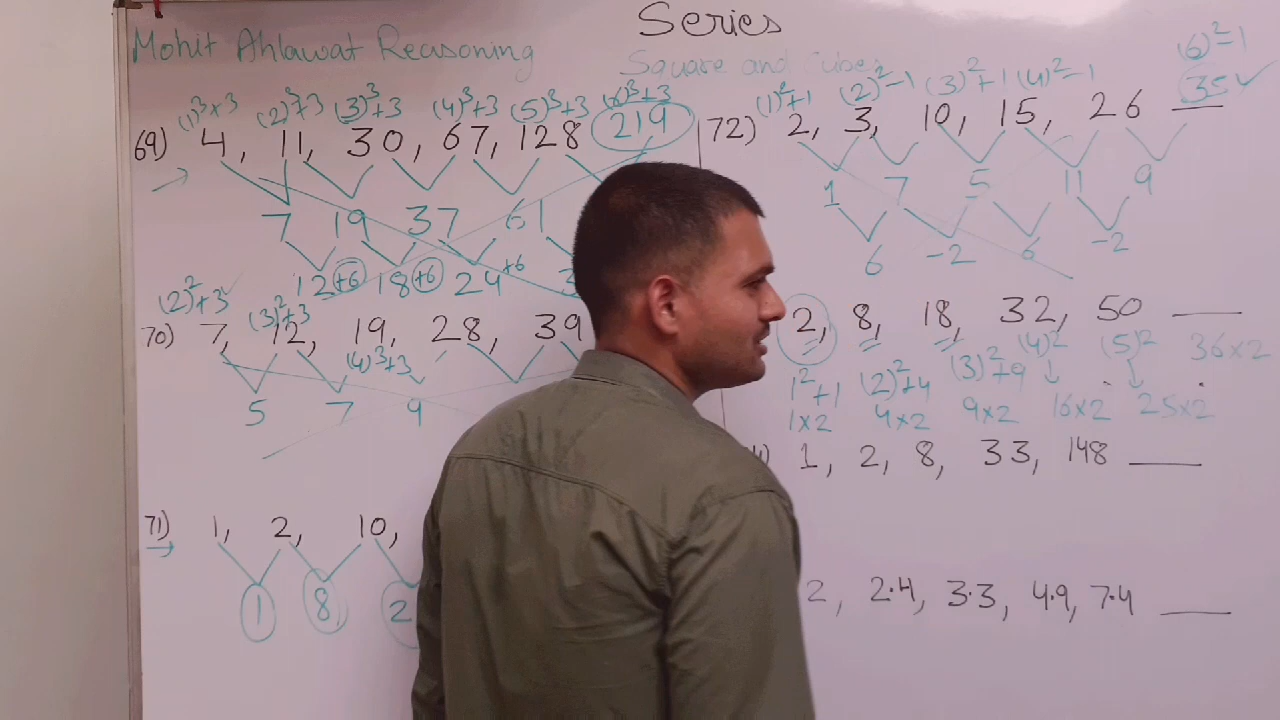 Series
Mohit Ahlawat Reasoning
Square and Cubes
(1)³×3 (2)³+3 (3)³+3 (4)³+3 (5)³+3 (6)³+3
69) 4, 11, 30, 67, 128 219
7 19 37 61
12 +6 18 +6 24 +6
(2)²+3 (3)²+3
70) 7, 12, 19, 28, 39
(4)³+3
5 7 9
71) 1, 2, 10,
1 8 2
(1)²+1 (2)²-1 (3)²+1 (4)²-1 (6)²-1
72) 2, 3, 10, 15, 26 35
1 7 5 11 9
6 -2 6 -2
2, 8, 18, 32, 50 ____
1²+1 (2)²+4 (3)²+9 (4)² (5)² 36×2
1×2 4×2 9×2 16×2 25×2
1, 2, 8, 33, 148 ____
2, 2.4, 3.3, 4.9, 7.4 ____